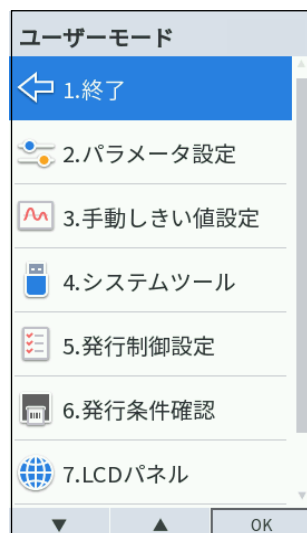 ユーザーモード
1.終了
2.パラメータ設定
3.手動しきい値設定
4.システムツール
5.発行制御設定
6.発行条件確認
7.LCDパネル
▼ ▲ OK